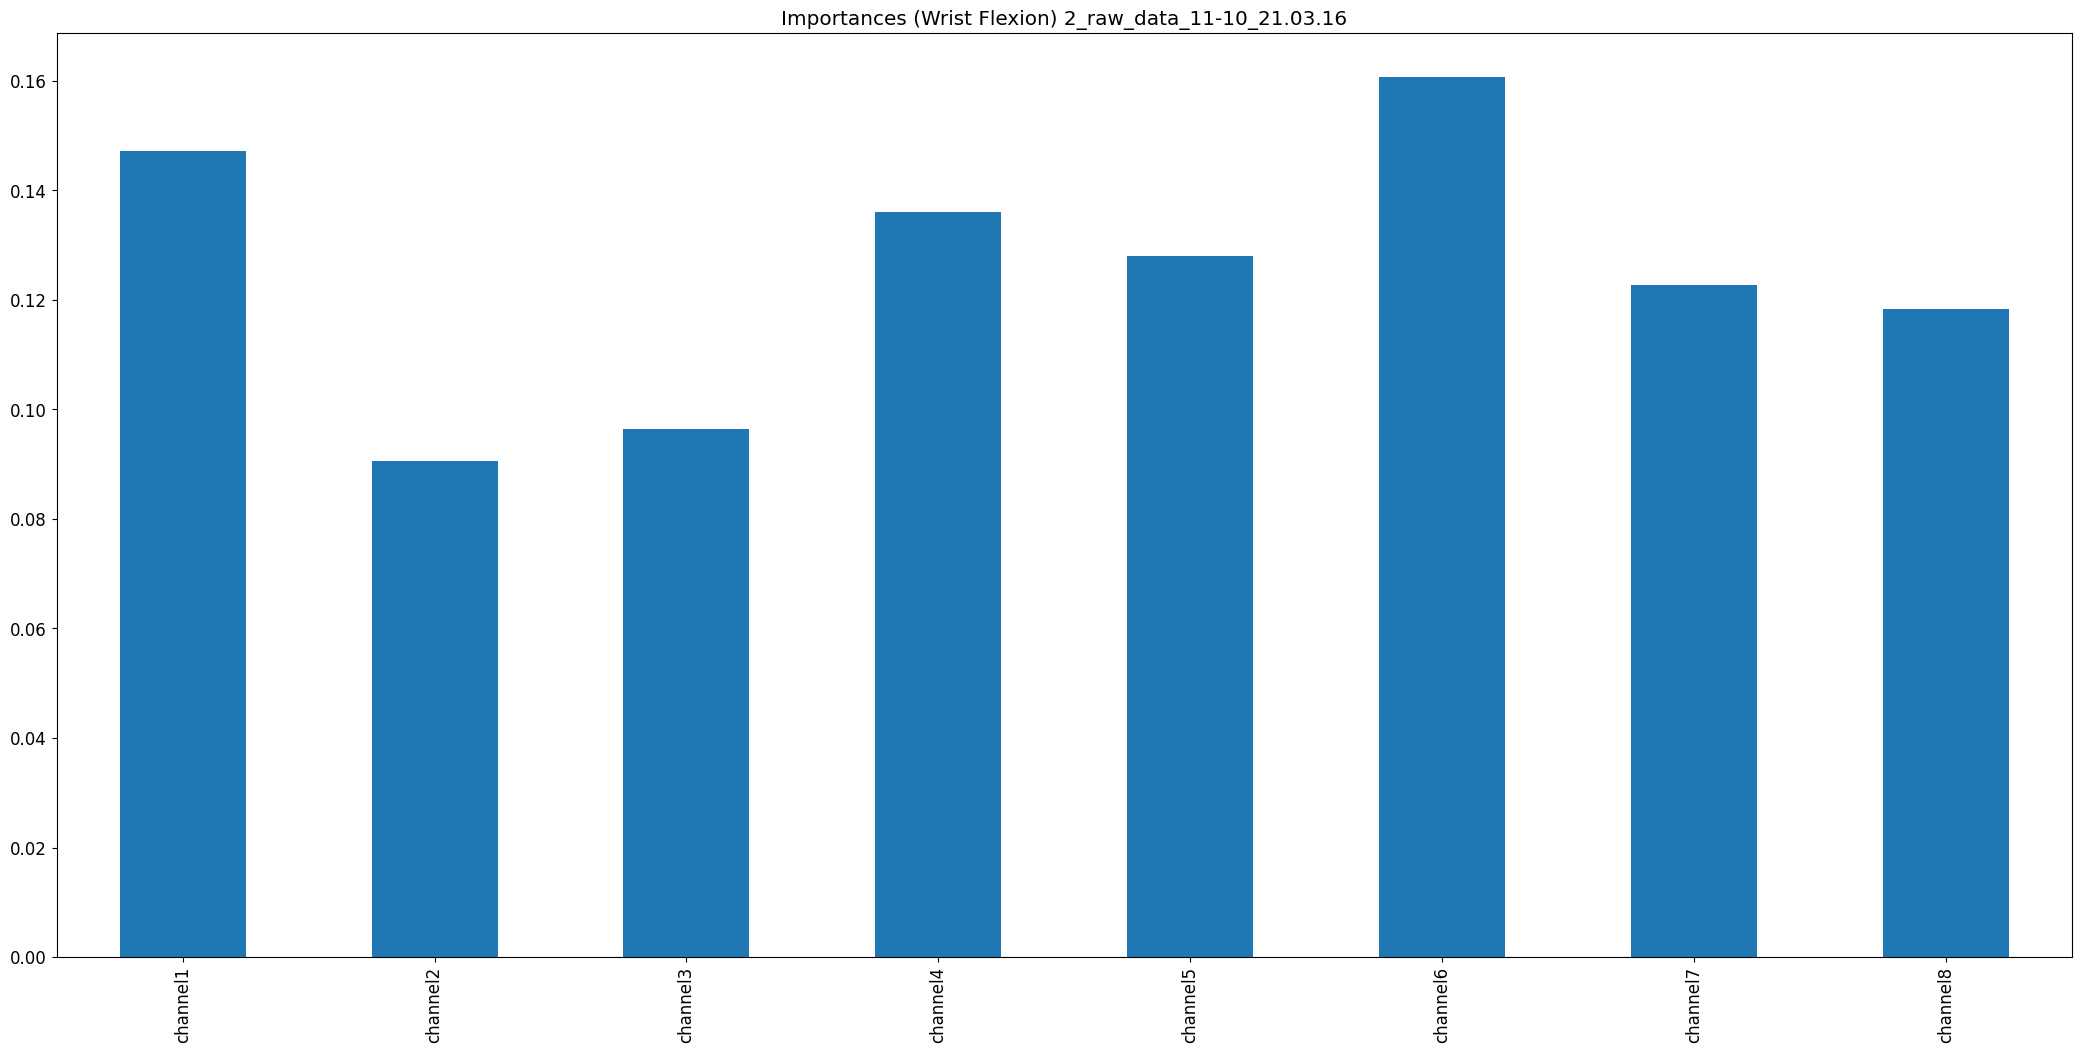 Importances (Wrist Flexion) 2_raw_data_11-10_21.03.16
0.16
0.14
0.12
0.10
0.08
0.06
0.04
0.02
0.00
channel1
channel2
channel3
channel4
channel5
channel6
channel7
channel8